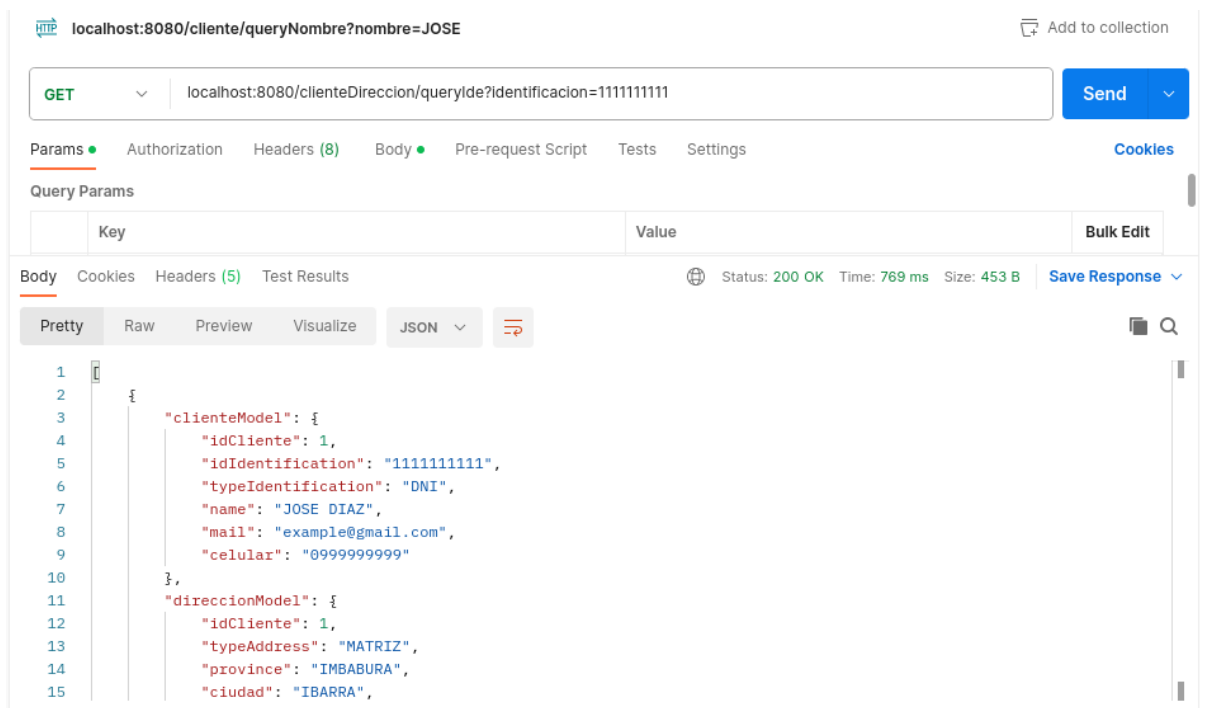 HTTP localhost:8080/cliente/queryNombre?nombre=JOSE Add to collection
GET localhost:8080/clienteDireccion/queryIde?identificacion=1111111111 Send
Params Authorization Headers (8) Body Pre-request Script Tests Settings Cookies
Query Params
Key Value Bulk Edit
Body Cookies Headers (5) Test Results Status: 200 OK Time: 769 ms Size: 453 B Save Response
Pretty Raw Preview Visualize JSON
1 [
2 {
3 "clienteModel": {
4 "idCliente": 1,
5 "idIdentification": "1111111111",
6 "typeIdentification": "DNI",
7 "name": "JOSE DIAZ",
8 "mail": "example@gmail.com",
9 "celular": "0999999999"
10 },
11 "direccionModel": {
12 "idCliente": 1,
13 "typeAddress": "MATRIZ",
14 "province": "IMBABURA",
15 "ciudad": "IBARRA",